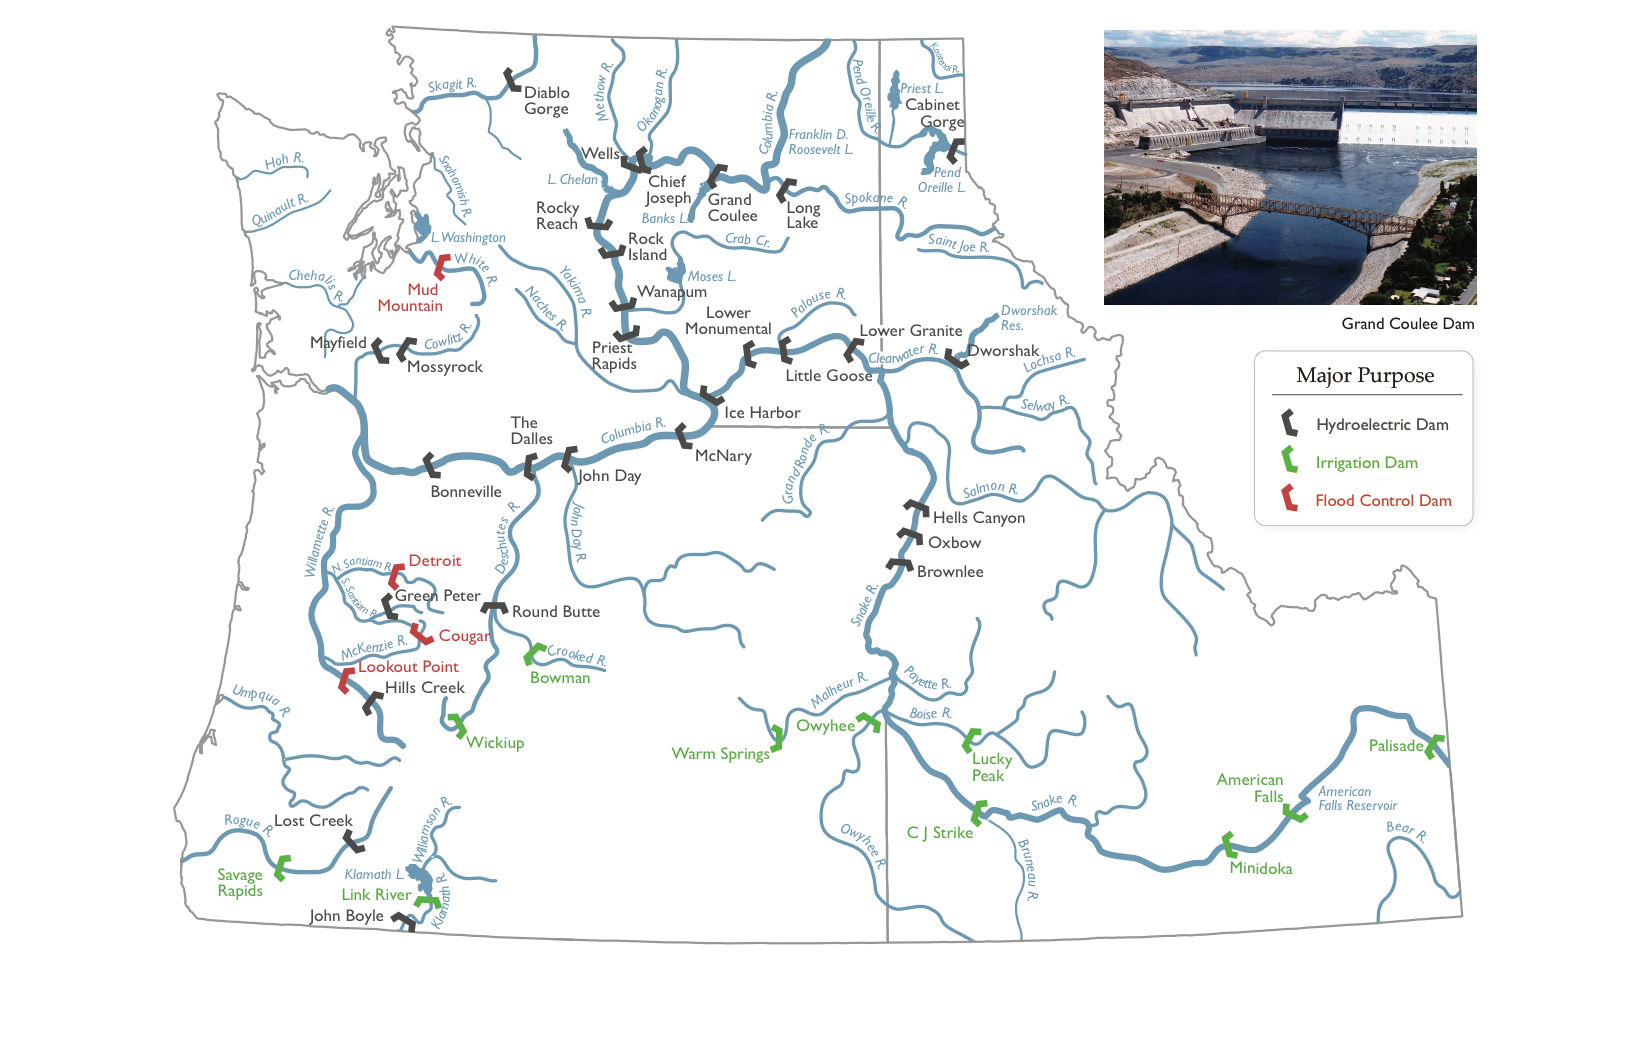 Skagit R.
Diablo
Gorge
Methow R.
Okanogan R.
Columbia R.
Franklin D.
Roosevelt L.
Pend Oreille R.
Kootenai R.
Priest L.
Cabinet
Gorge
Pend
Oreille L.
Hoh R.
Quinault R.
Snohomish R.
L. Washington
Wells
L. Chelan
Chief
Joseph
Grand
Coulee
Banks L.
Long
Lake
Spokane R.
Saint Joe R.
Rocky
Reach
Rock
Island
Crab Cr.
Moses L.
Wanapum
Chehalis R.
Mud
Mountain
White R.
Yakima R.
Naches R.
Mayfield
Mossyrock
Cowlitz R.
Priest
Rapids
Lower
Monumental
Palouse R.
Lower Granite
Little Goose
Clearwater R.
Dworshak
Res.
Dworshak
Lochsa R.
Selway R.
Ice Harbor
McNary
Columbia R.
The
Dalles
John Day
Bonneville
Grand Ronde R.
Salmon R.
Hells Canyon
Oxbow
Brownlee
Snake R.
Willamette R.
Deschutes R.
John Day R.
N. Santiam R.
S. Santiam R.
Detroit
Green Peter
Cougar
McKenzie R.
Lookout Point
Hills Creek
Round Butte
Crooked R.
Bowman
Wickiup
Umpqua R.
Malheur R.
Payette R.
Boise R.
Owyhee
Warm Springs
Lucky
Peak
C J Strike
Snake R.
Owyhee R.
Bruneau R.
American
Falls
American
Falls Reservoir
Palisade
Minidoka
Bear R.
Rogue R.
Lost Creek
Savage
Rapids
Williamson R.
Klamath L.
Link River
Klamath R.
John Boyle
Grand Coulee Dam
Major Purpose
Hydroelectric Dam
Irrigation Dam
Flood Control Dam